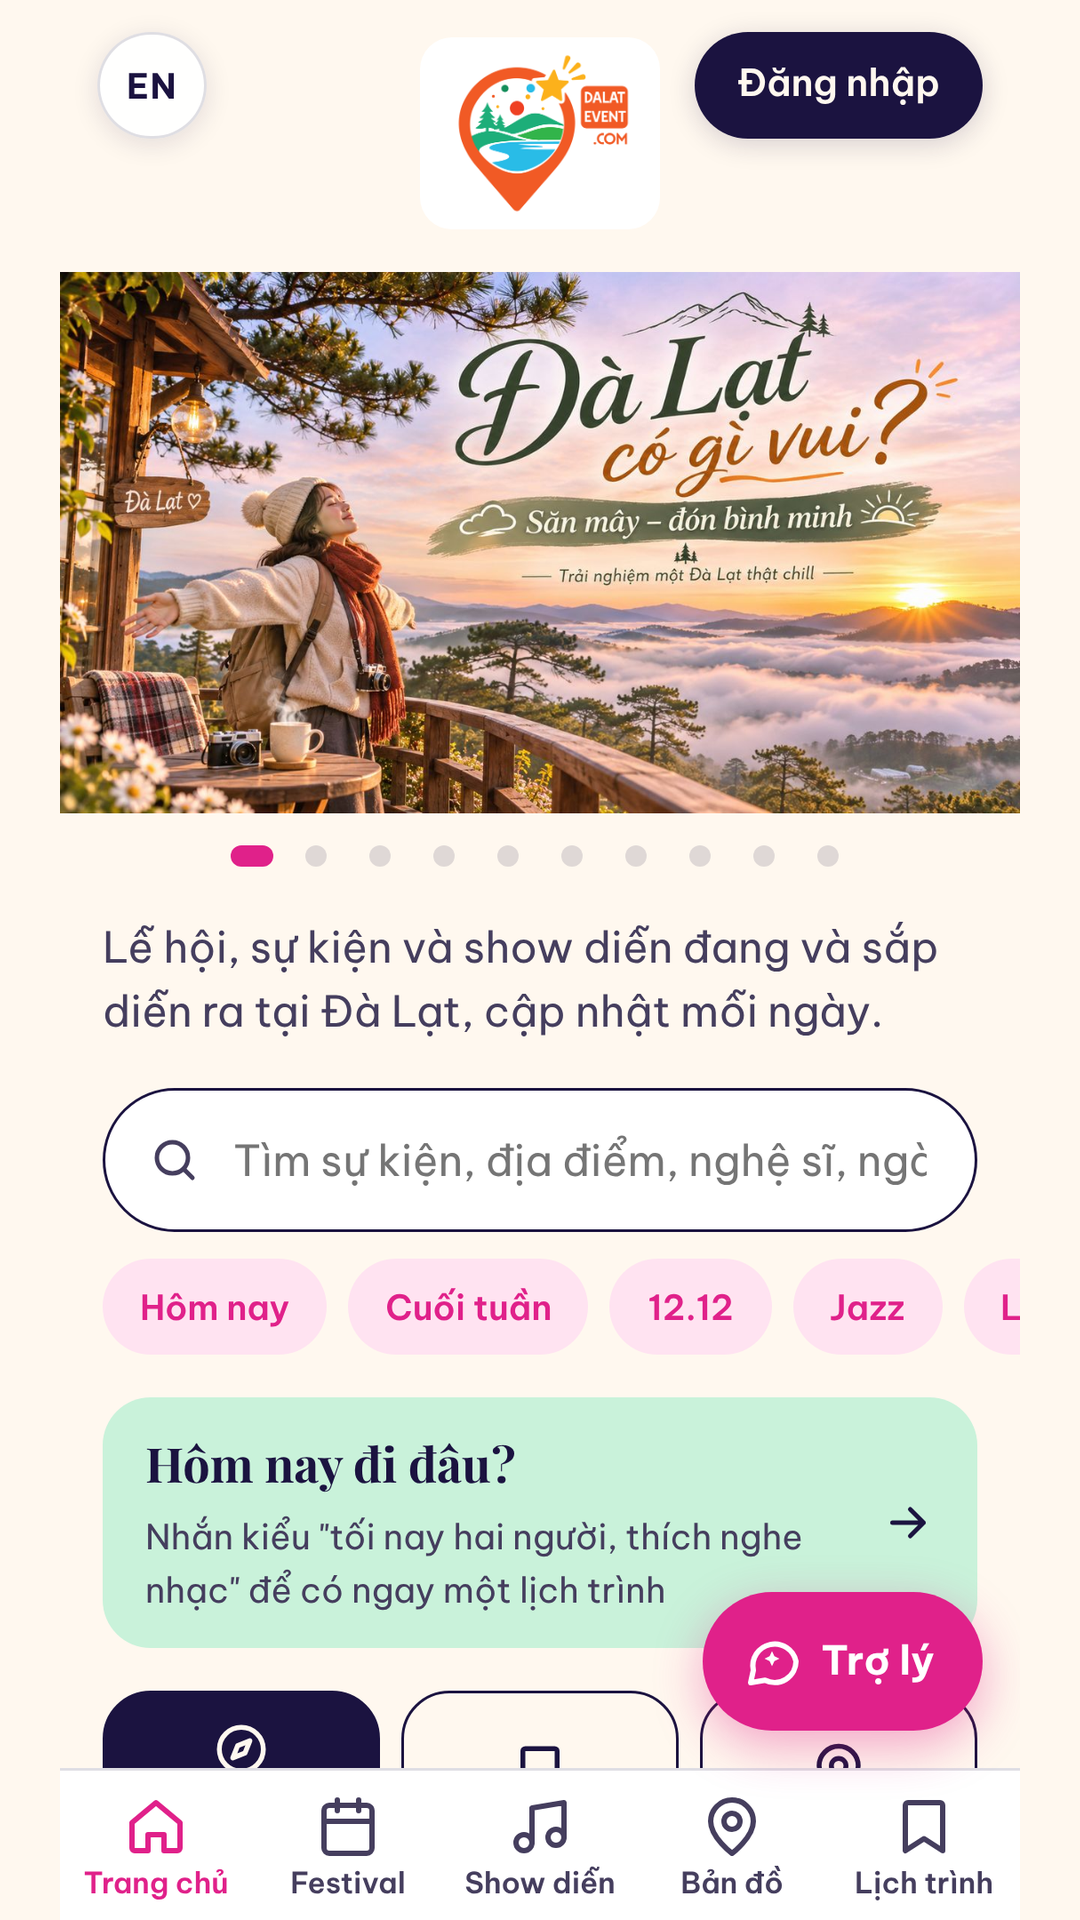 EN
DALAT
EVENT
.COM
Đăng nhập
Đà Lạt
có gì vui?
Đà Lạt
Săn mây – đón bình minh
Trải nghiệm một Đà Lạt thật chill
Lễ hội, sự kiện và show diễn đang và sắp
diễn ra tại Đà Lạt, cập nhật mỗi ngày.
Tìm sự kiện, địa điểm, nghệ sĩ, ngà
Hôm nay
Cuối tuần
12.12
Jazz
L
Hôm nay đi đâu?
Nhắn kiểu "tối nay hai người, thích nghe
nhạc" để có ngay một lịch trình
Trợ lý
Trang chủ
Festival
Show diễn
Bản đồ
Lịch trình